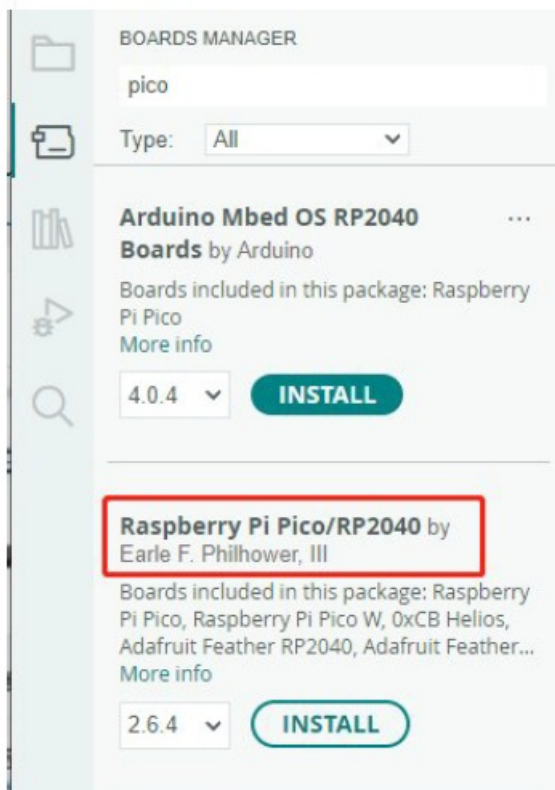 BOARDS MANAGER
pico
Type: All
Arduino Mbed OS RP2040 ...
Boards by Arduino
Boards included in this package: Raspberry
Pi Pico
More info
4.0.4 INSTALL
Raspberry Pi Pico/RP2040 by
Earle F. Philhower, III
Boards included in this package: Raspberry
Pi Pico, Raspberry Pi Pico W, 0xCB Helios,
Adafruit Feather RP2040, Adafruit Feather...
More info
2.6.4 INSTALL